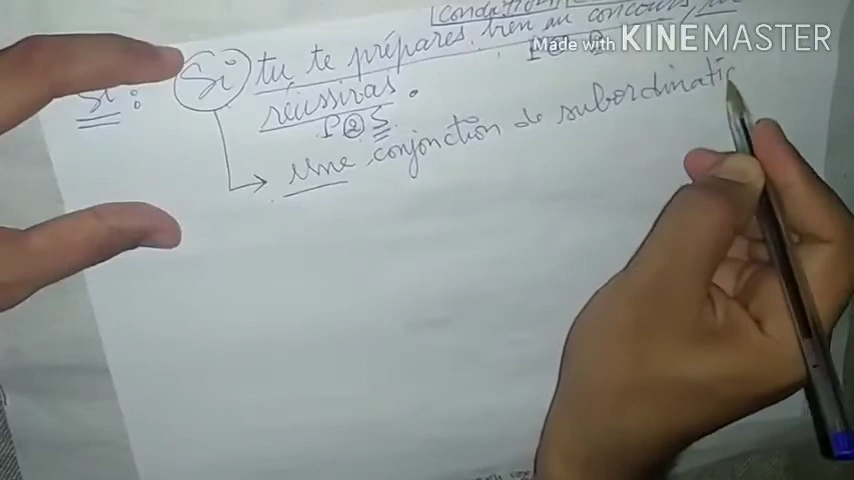 Condition
Si : Si tu te prépares bien au concours, tu
réussiras.
P② S
Une conjonction de subordinatio
Made with KINEMASTER